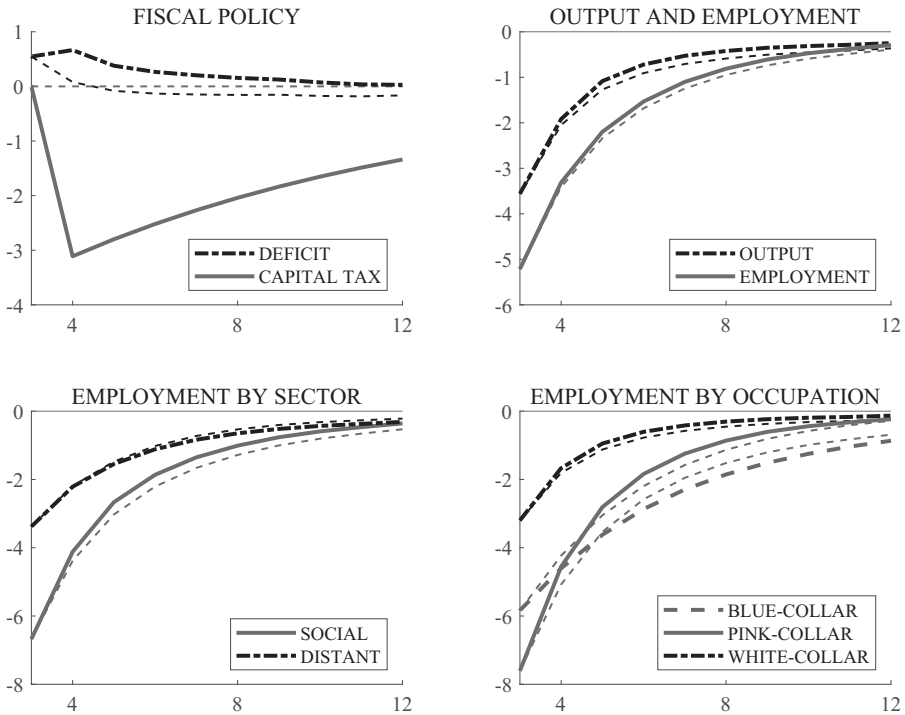 FISCAL POLICY
1
0
-1
-2
-3
-4
4
8
12
DEFICIT
CAPITAL TAX
OUTPUT AND EMPLOYMENT
0
-1
-2
-3
-4
-5
-6
4
8
12
OUTPUT
EMPLOYMENT
EMPLOYMENT BY SECTOR
0
-2
-4
-6
-8
4
8
12
SOCIAL
DISTANT
EMPLOYMENT BY OCCUPATION
0
-2
-4
-6
-8
4
8
12
BLUE-COLLAR
PINK-COLLAR
WHITE-COLLAR